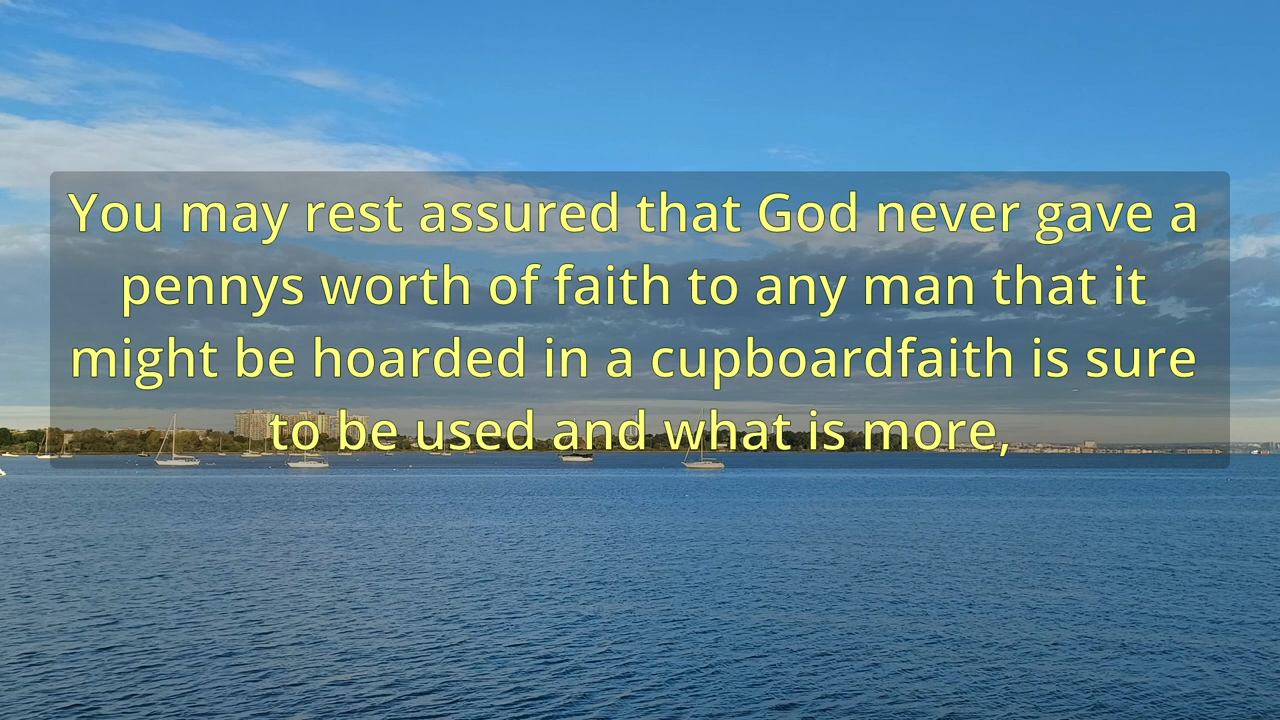 You may rest assured that God never gave a
pennys worth of faith to any man that it
might be hoarded in a cupboardfaith is sure
to be used and what is more,